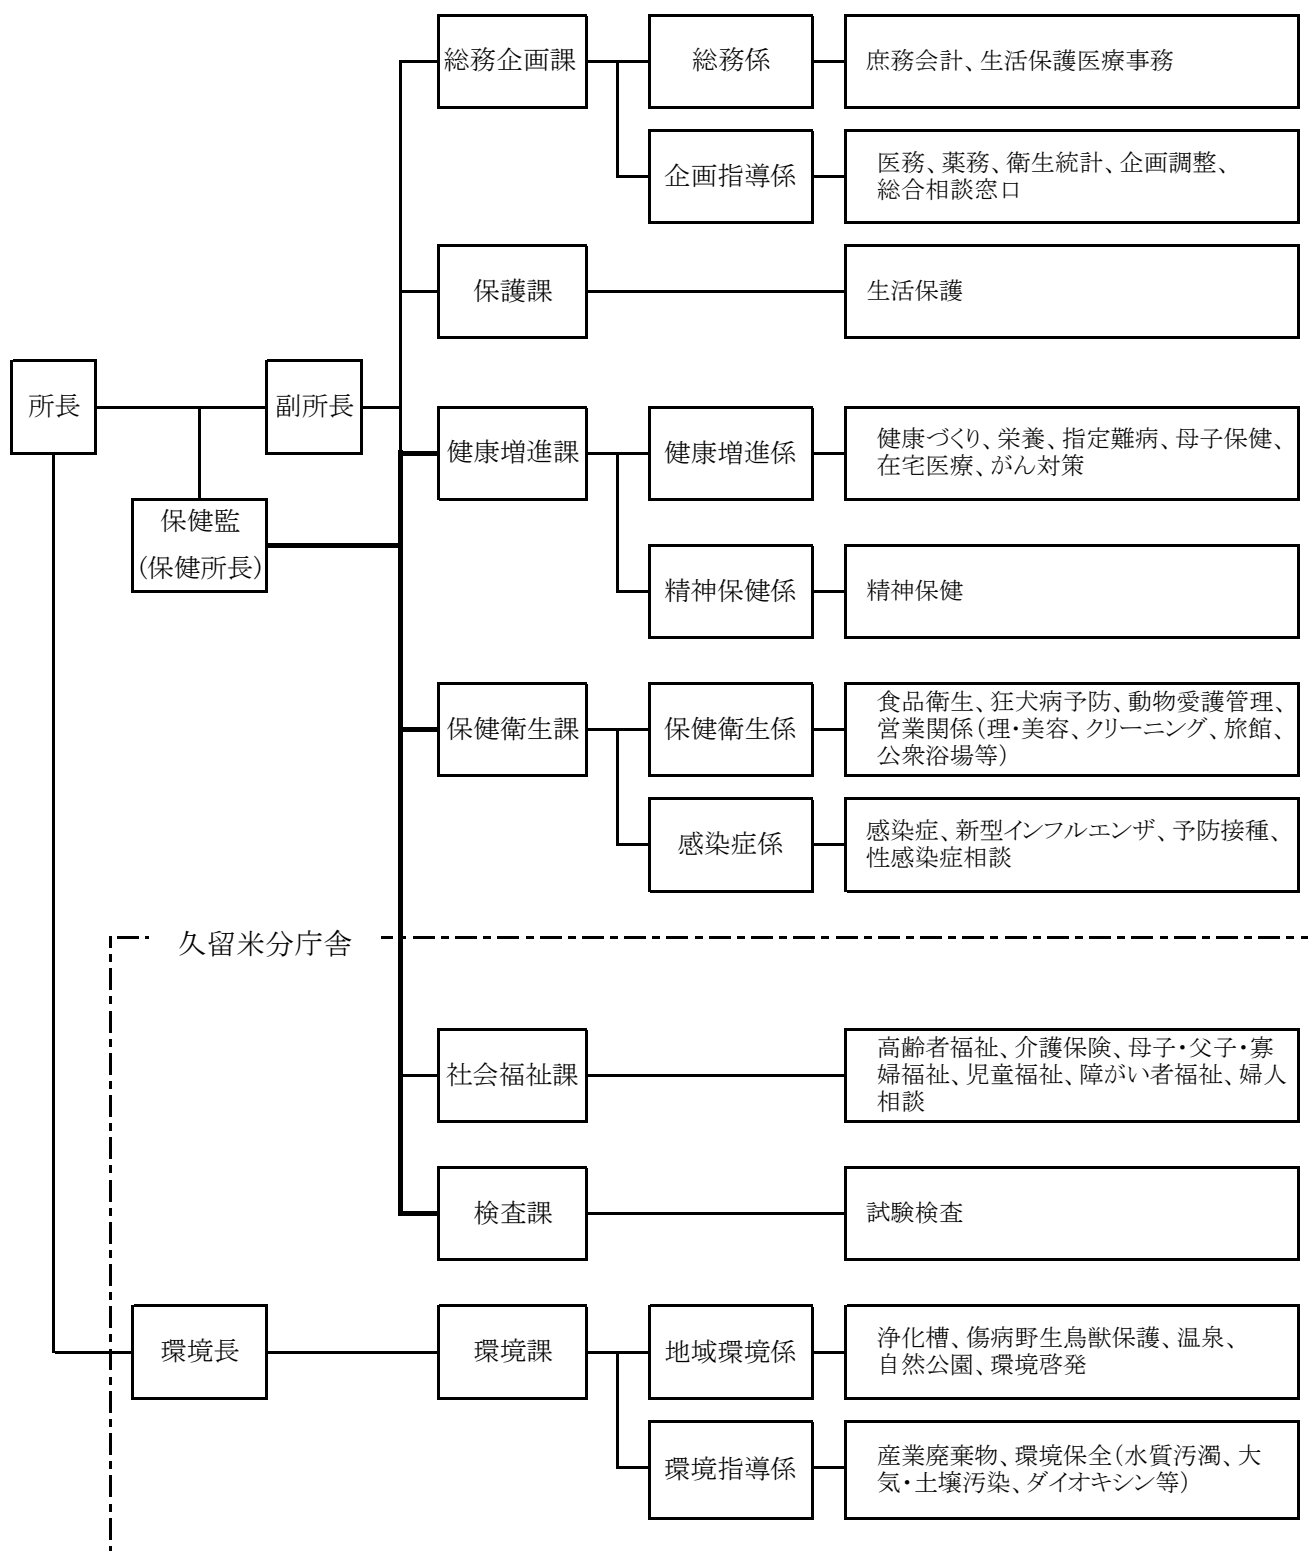 総務企画課
総務係
庶務会計、生活保護医療事務
企画指導係
医務、薬務、衛生統計、企画調整、
総合相談窓口
保護課
生活保護
所長
副所長
保健監
(保健所長)
健康増進課
健康増進係
健康づくり、栄養、指定難病、母子保健、
在宅医療、がん対策
精神保健係
精神保健
保健衛生課
保健衛生係
食品衛生、狂犬病予防、動物愛護管理、
営業関係(理・美容、クリーニング、旅館、
公衆浴場等)
感染症係
感染症、新型インフルエンザ、予防接種、
性感染症相談
久留米分庁舎
社会福祉課
高齢者福祉、介護保険、母子・父子・寡
婦福祉、児童福祉、障がい者福祉、婦人
相談
検査課
試験検査
環境長
環境課
地域環境係
浄化槽、傷病野生鳥獣保護、温泉、
自然公園、環境啓発
環境指導係
産業廃棄物、環境保全(水質汚濁、大
気・土壌汚染、ダイオキシン等)